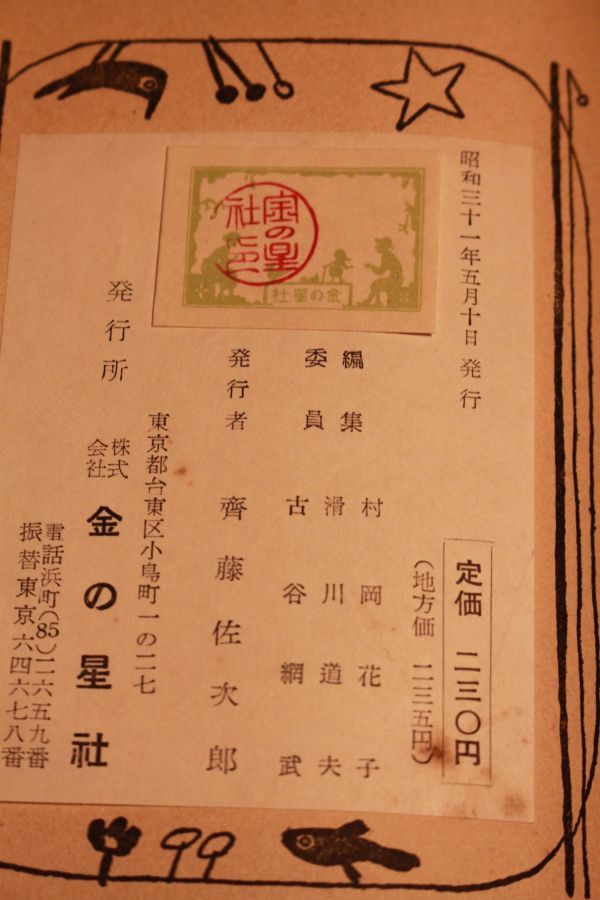 昭和三十一年五月十日 発行
定価 二三〇円
(地方価 二三五円)
編集
委員
村岡花子
滑川道夫
古谷綱武
発行者 齊藤佐次郎
東京都台東区小島町一の二七
発行所 株式会社 金の星社
電話浜町(85)二六五九番
振替東京六四六七八番
金の星社印
金の星社